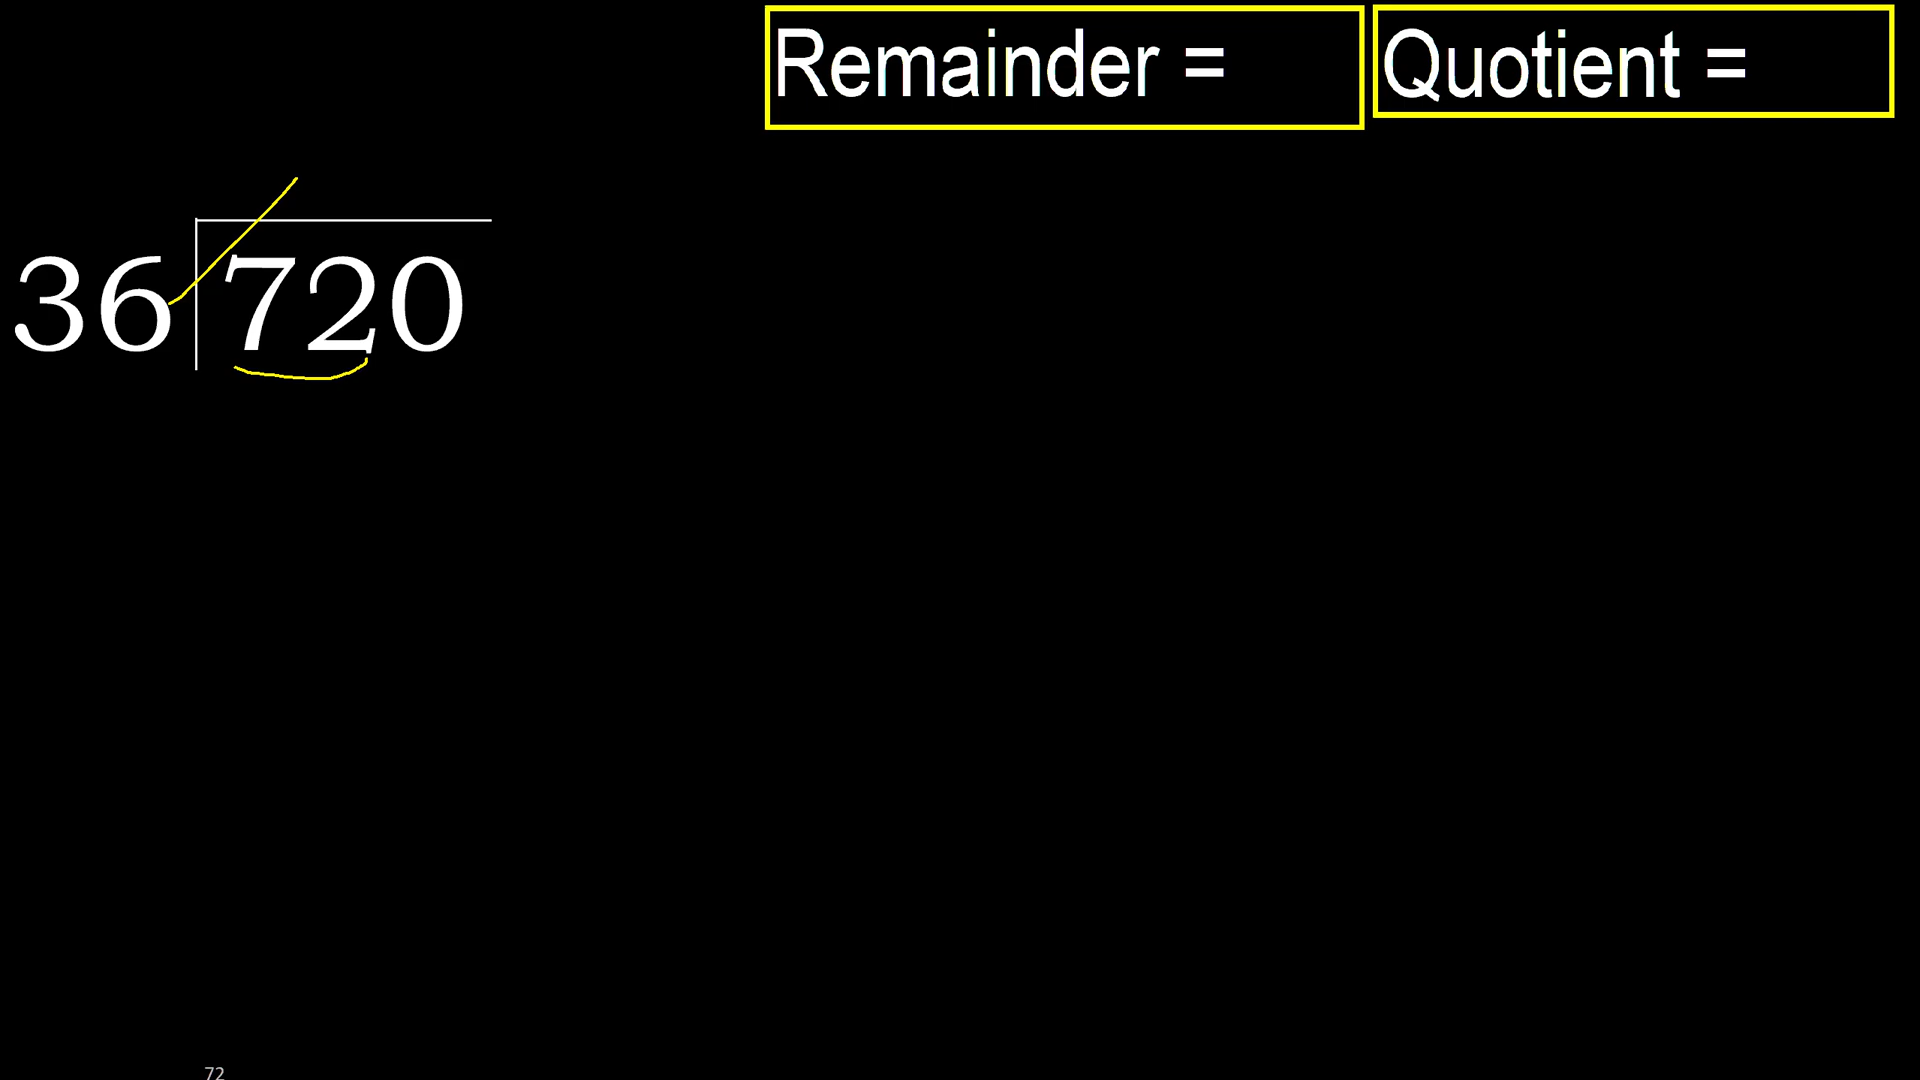 Remainder = Quotient =
36 720
72